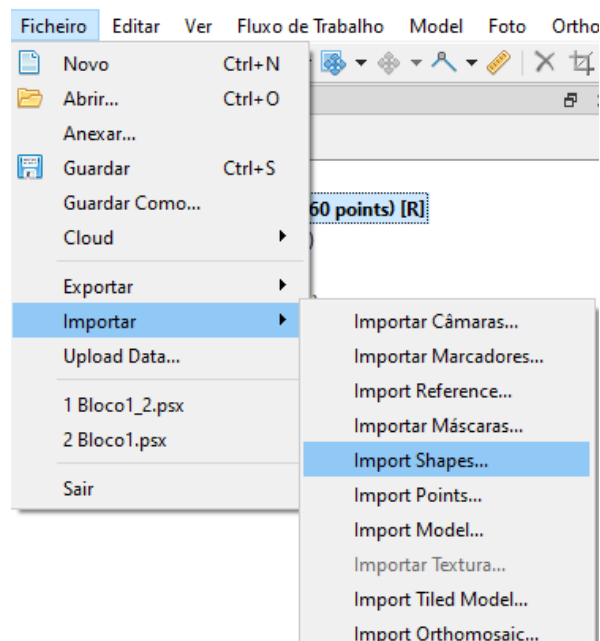 Ficheiro Editar Ver Fluxo de Trabalho Model Foto Ortho
Novo Ctrl+N
Abrir... Ctrl+O
Anexar...
Guardar Ctrl+S
Guardar Como...
60 points) [R]
Cloud
)
Exportar
Importar
Importar Câmaras...
Upload Data...
Importar Marcadores...
1 Bloco1_2.psx
Import Reference...
2 Bloco1.psx
Importar Máscaras...
Import Shapes...
Sair
Import Points...
Import Model...
Importar Textura...
Import Tiled Model...
Import Orthomosaic...